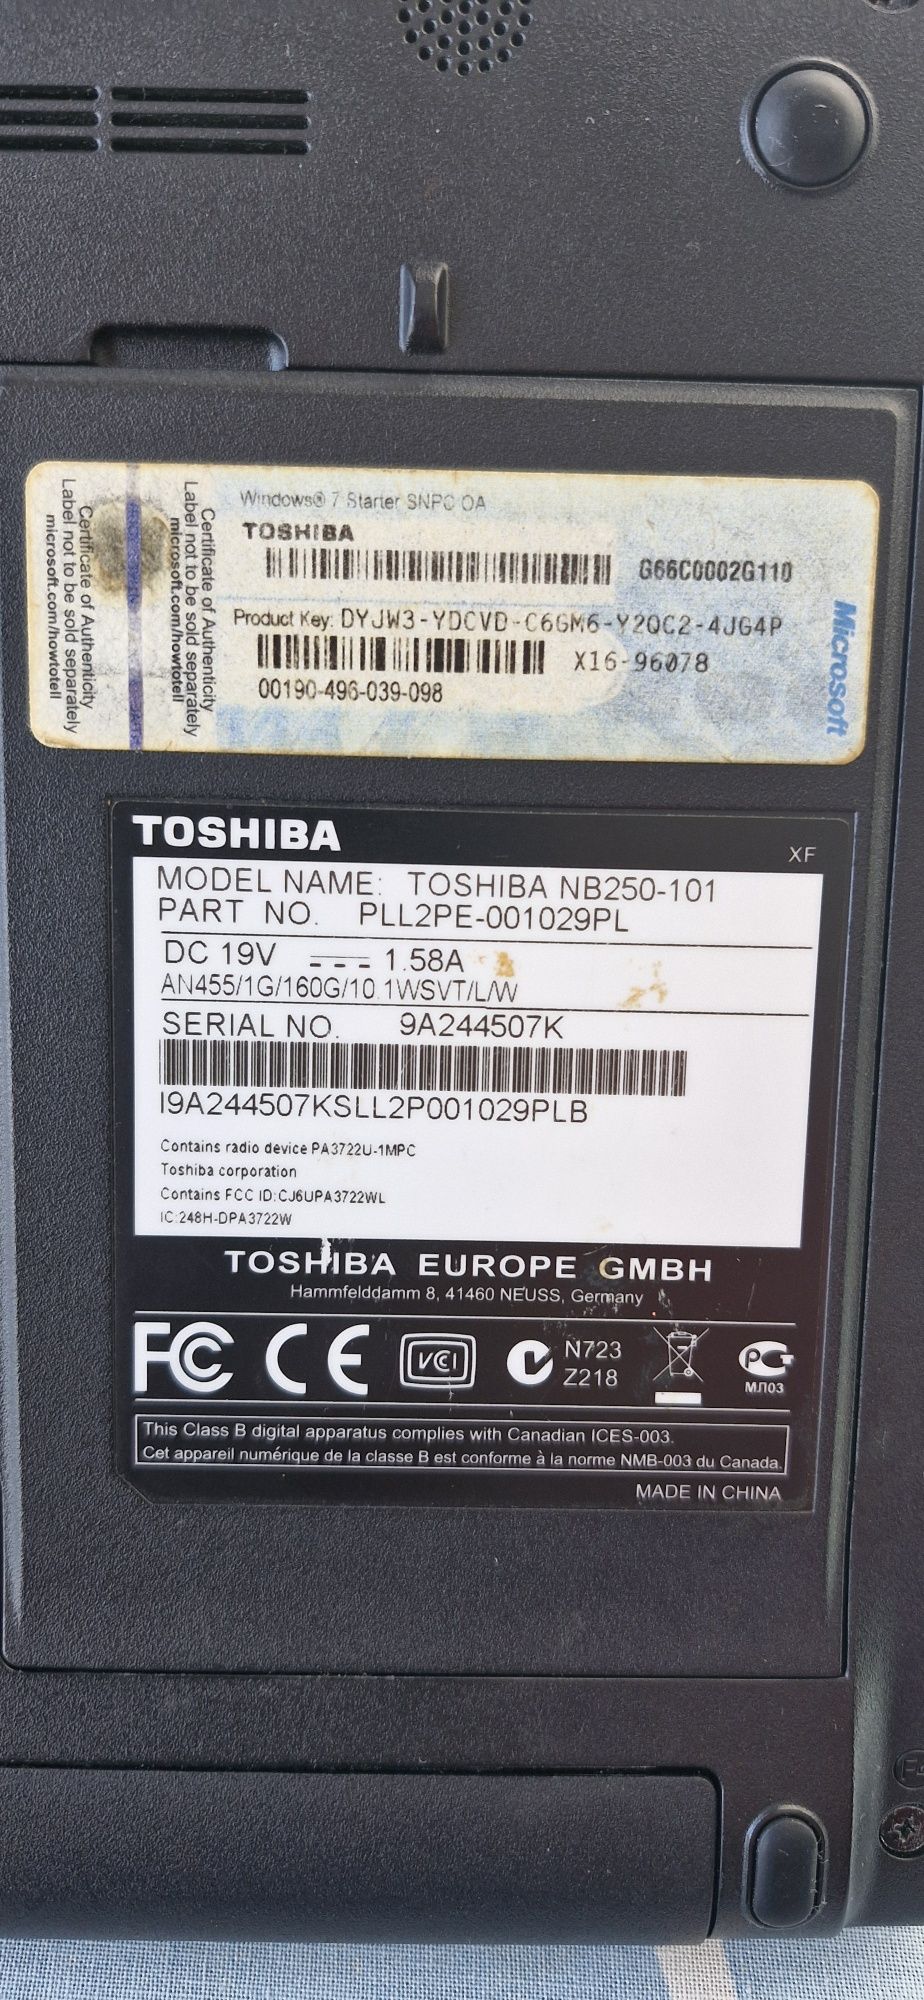 Windows® 7 Starter SNPC OA
TOSHIBA
G66C0002G110
Product Key: DYJW3-YDCVD-C6GM6-Y2QC2-4JG4P
X16-96078
00190-496-039-098
Microsoft
Certificate of Authenticity
Label not to be sold separately
microsoft.com/howtotell
Certificate of Authenticity
Label not to be sold separately
microsoft.com/howtotell
TOSHIBA
XF
MODEL NAME: TOSHIBA NB250-101
PART NO. PLL2PE-001029PL
DC 19V 1.58A
AN455/1G/160G/10.1WSVT/L/W
SERIAL NO. 9A244507K
I9A244507KSLL2P001029PLB
Contains radio device PA3722U-1MPC
Toshiba corporation
Contains FCC ID:CJ6UPA3722WL
IC:248H-DPA3722W
TOSHIBA EUROPE GMBH
Hammfelddamm 8, 41460 NEUSS, Germany
FC CE VCI N723
Z218
РСТ
МЛ03
This Class B digital apparatus complies with Canadian ICES-003.
Cet appareil numérique de la classe B est conforme à la norme NMB-003 du Canada.
MADE IN CHINA